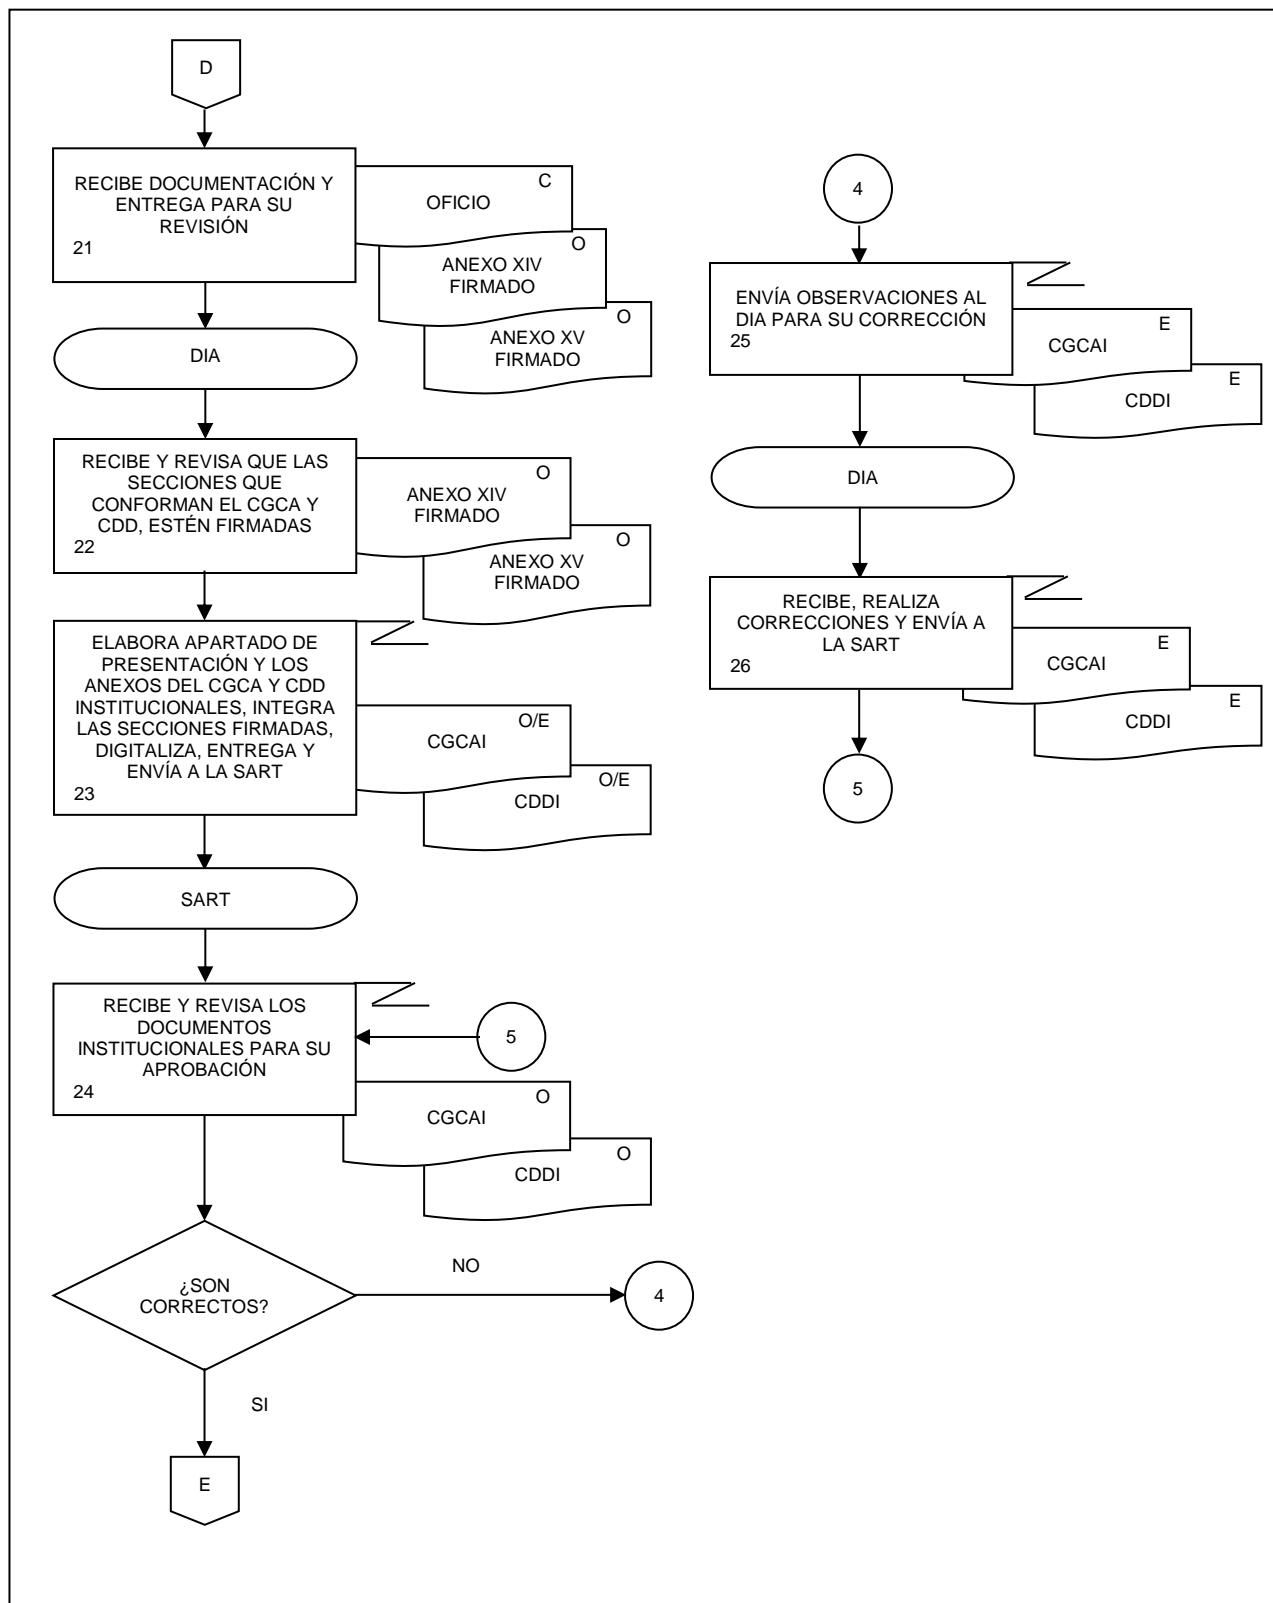 D
RECIBE DOCUMENTACIÓN Y
ENTREGA PARA SU
REVISIÓN
21
C
OFICIO
O
ANEXO XIV
FIRMADO
O
ANEXO XV
FIRMADO
DIA
RECIBE Y REVISA QUE LAS
SECCIONES QUE
CONFORMAN EL CGCA Y
CDD, ESTÉN FIRMADAS
22
O
ANEXO XIV
FIRMADO
O
ANEXO XV
FIRMADO
ELABORA APARTADO DE
PRESENTACIÓN Y LOS
ANEXOS DEL CGCA Y CDD
INSTITUCIONALES, INTEGRA
LAS SECCIONES FIRMADAS,
DIGITALIZA, ENTREGA Y
ENVÍA A LA SART
23
O/E
CGCAI
O/E
CDDI
SART
RECIBE Y REVISA LOS
DOCUMENTOS
INSTITUCIONALES PARA SU
APROBACIÓN
24
5
O
CGCAI
O
CDDI
¿SON
CORRECTOS?
NO
4
SI
E
4
ENVÍA OBSERVACIONES AL
DIA PARA SU CORRECCIÓN
25
E
CGCAI
E
CDDI
DIA
RECIBE, REALIZA
CORRECCIONES Y ENVÍA A
LA SART
26
E
CGCAI
E
CDDI
5